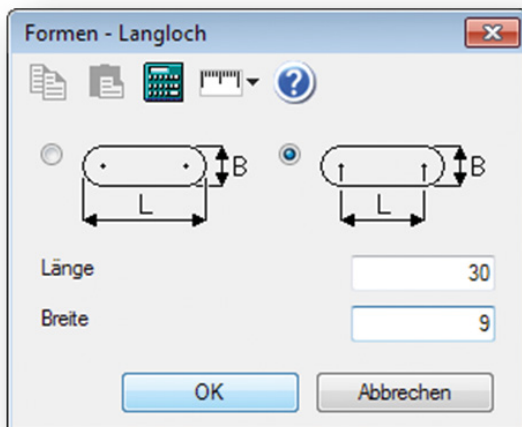 Formen - Langloch
B
B
L
L
Länge
30
Breite
9
OK
Abbrechen